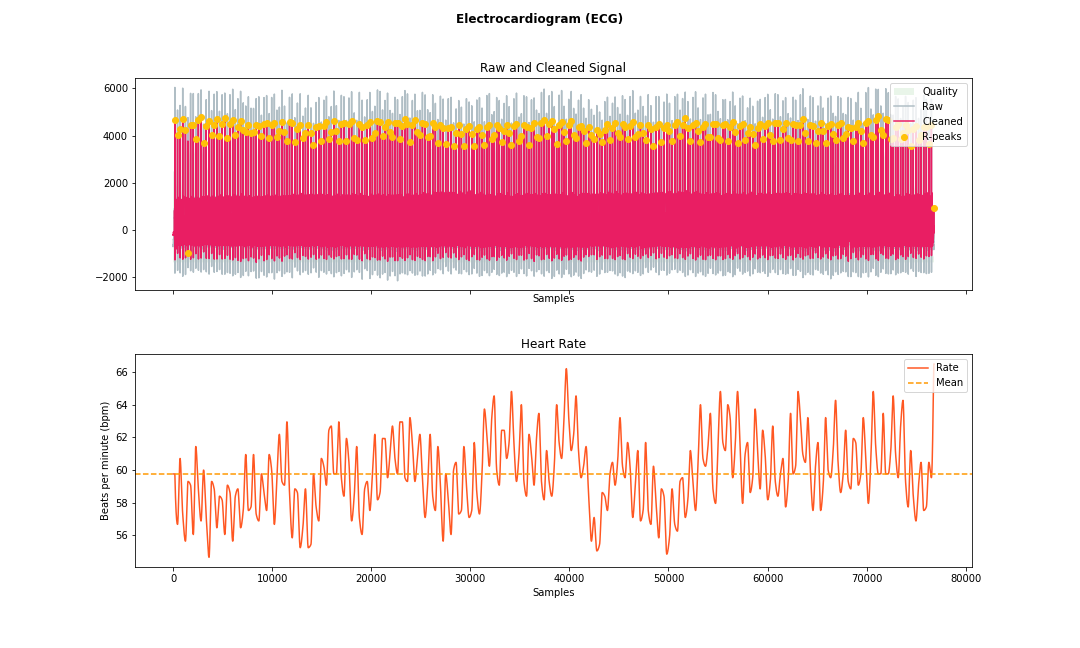 Electrocardiogram (ECG)
Raw and Cleaned Signal
6000
4000
2000
0
−2000
Quality
Raw
Cleaned
R-peaks
Samples
Heart Rate
Beats per minute (bpm)
66
64
62
60
58
56
Rate
Mean
0 10000 20000 30000 40000 50000 60000 70000 80000
Samples